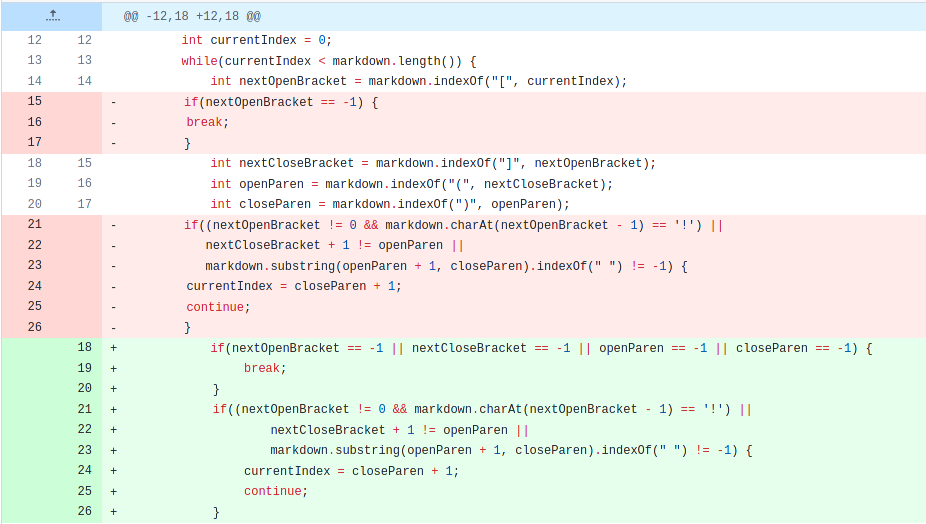 @@ -12,18 +12,18 @@
12 12 int currentIndex = 0;
13 13 while(currentIndex < markdown.length()) {
14 14 int nextOpenBracket = markdown.indexOf("[", currentIndex);
15 - if(nextOpenBracket == -1) {
16 - break;
17 - }
18 15 int nextCloseBracket = markdown.indexOf("]", nextOpenBracket);
19 16 int openParen = markdown.indexOf("(", nextCloseBracket);
20 17 int closeParen = markdown.indexOf(")", openParen);
21 - if((nextOpenBracket != 0 && markdown.charAt(nextOpenBracket - 1) == '!') ||
22 - nextCloseBracket + 1 != openParen ||
23 - markdown.substring(openParen + 1, closeParen).indexOf(" ") != -1) {
24 - currentIndex = closeParen + 1;
25 - continue;
26 - }
18 + if(nextOpenBracket == -1 || nextCloseBracket == -1 || openParen == -1 || closeParen == -1) {
19 + break;
20 + }
21 + if((nextOpenBracket != 0 && markdown.charAt(nextOpenBracket - 1) == '!') ||
22 + nextCloseBracket + 1 != openParen ||
23 + markdown.substring(openParen + 1, closeParen).indexOf(" ") != -1) {
24 + currentIndex = closeParen + 1;
25 + continue;
26 + }